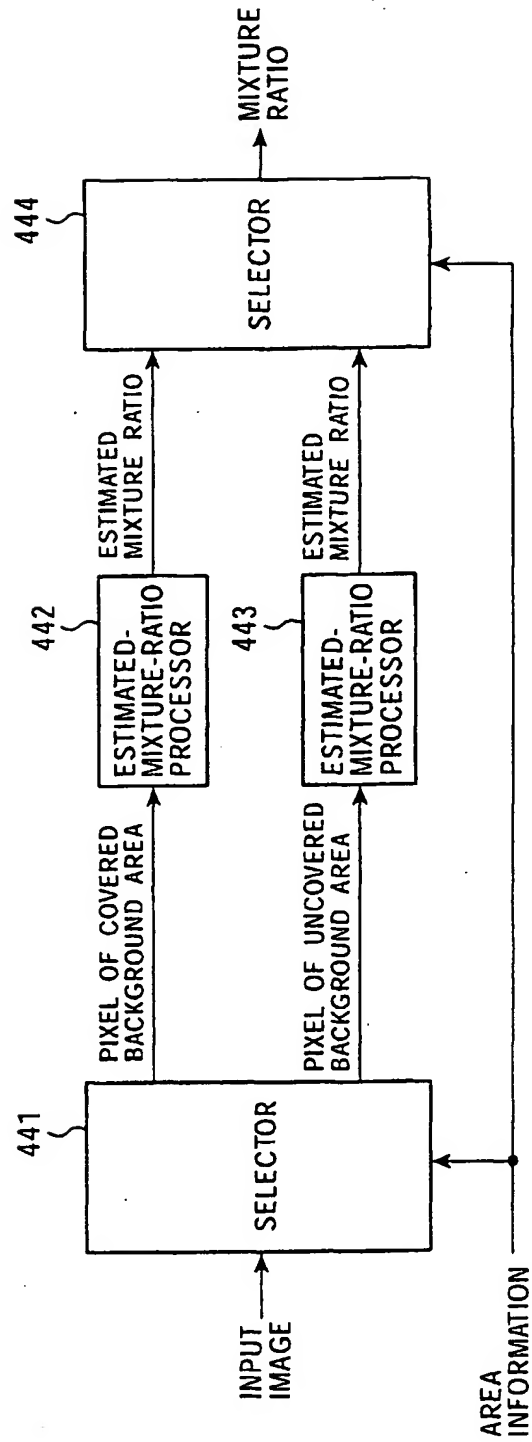 INPUT
IMAGE
441
SELECTOR
PIXEL OF COVERED
BACKGROUND AREA
PIXEL OF UNCOVERED
BACKGROUND AREA
442
ESTIMATED-
MIXTURE-RATIO
PROCESSOR
443
ESTIMATED-
MIXTURE-RATIO
PROCESSOR
ESTIMATED
MIXTURE RATIO
ESTIMATED
MIXTURE RATIO
444
SELECTOR
MIXTURE
RATIO
AREA
INFORMATION